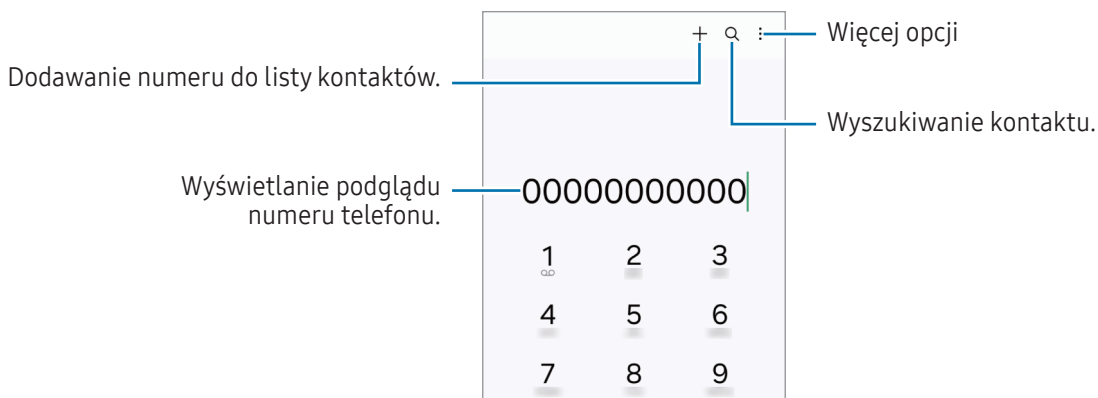 Więcej opcji
Dodawanie numeru do listy kontaktów.
Wyszukiwanie kontaktu.
Wyświetlanie podglądu
numeru telefonu.
00000000000
1 2 3
4 5 6
7 8 9